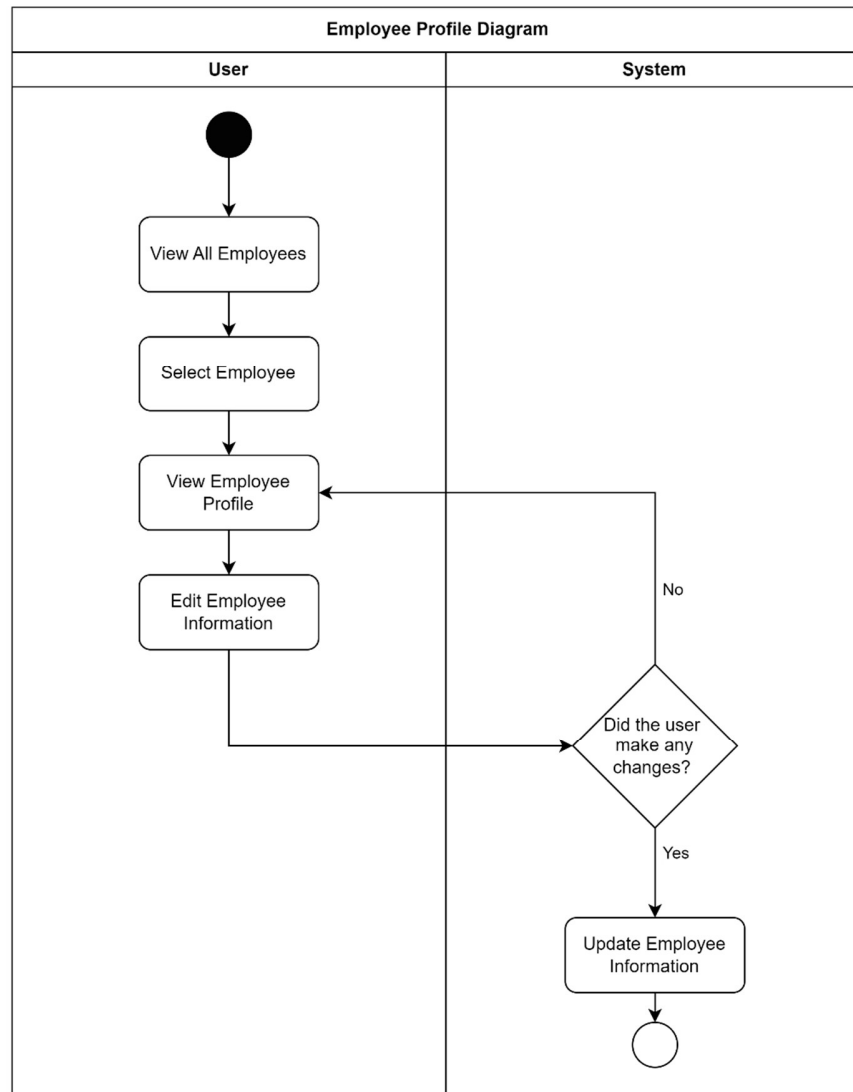 Employee Profile Diagram
User
System
View All Employees
Select Employee
View Employee
Profile
Edit Employee
Information
No
Did the user
make any
changes?
Yes
Update Employee
Information